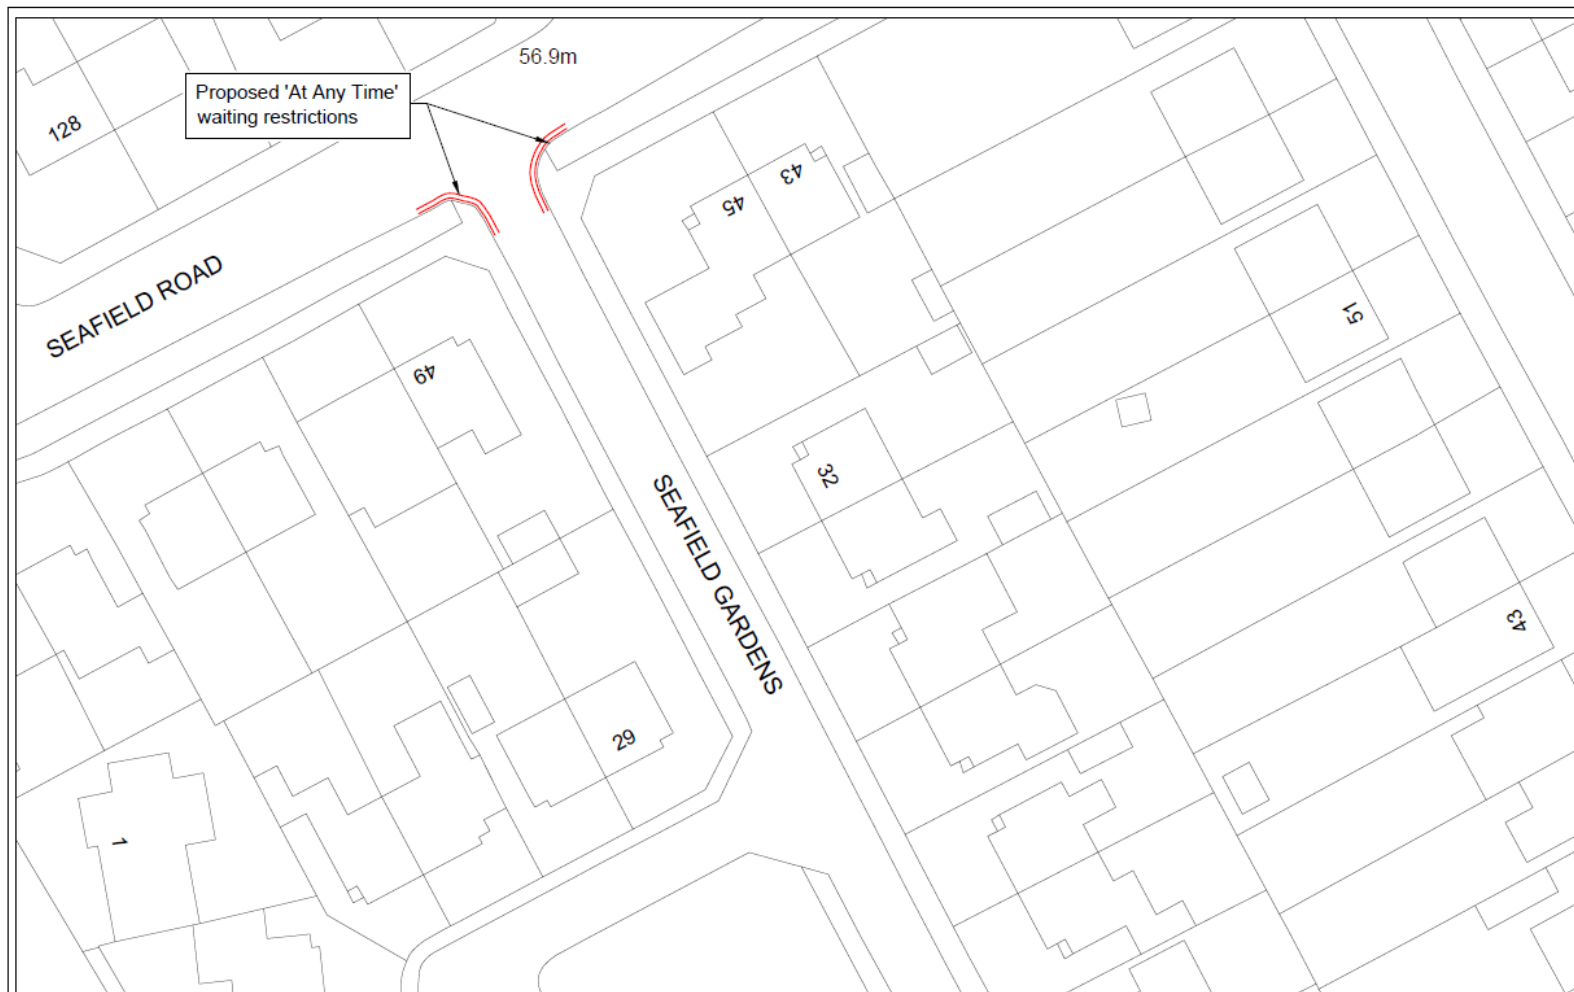 56.9m
Proposed 'At Any Time'
waiting restrictions
128
43
45
SEAFIELD ROAD
51
49
32
SEAFIELD GARDENS
43
29
1